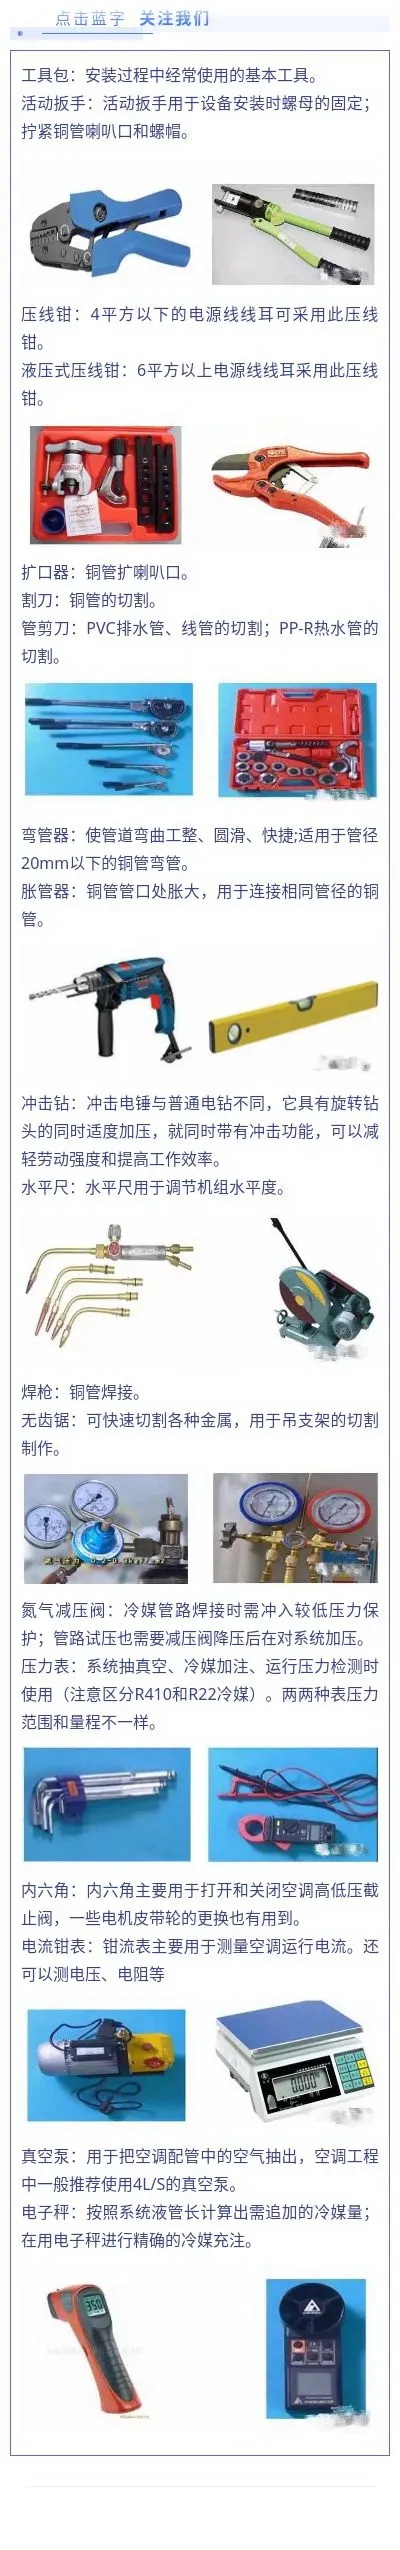 点击蓝字 关注我们
工具包：安装过程中经常使用的基本工具。
活动扳手：活动扳手用于设备安装时螺母的固定；
拧紧铜管喇叭口和螺帽。
压线钳：4平方以下的电源线线耳可采用此压线
钳。
液压式压线钳：6平方以上电源线线耳采用此压线
钳。
扩口器：铜管扩喇叭口。
割刀：铜管的切割。
管剪刀：PVC排水管、线管的切割；PP-R热水管的
切割。
弯管器：使管道弯曲工整、圆滑、快捷;适用于管径
20mm以下的铜管弯管。
胀管器：铜管管口处胀大，用于连接相同管径的铜
管。
冲击钻：冲击电锤与普通电钻不同，它具有旋转钻
头的同时适度加压，就同时带有冲击功能，可以减
轻劳动强度和提高工作效率。
水平尺：水平尺用于调节机组水平度。
焊枪：铜管焊接。
无齿锯：可快速切割各种金属，用于吊支架的切割
制作。
氮气减压阀：冷媒管路焊接时需冲入较低压力保
护；管路试压也需要减压阀降压后在对系统加压。
压力表：系统抽真空、冷媒加注、运行压力检测时
使用（注意区分R410和R22冷媒）。两两种表压力
范围和量程不一样。
内六角：内六角主要用于打开和关闭空调高低压截
止阀，一些电机皮带轮的更换也有用到。
电流钳表：钳流表主要用于测量空调运行电流。还
可以测电压、电阻等
0.000
真空泵：用于把空调配管中的空气抽出，空调工程
中一般推荐使用4L/S的真空泵。
电子秤：按照系统液管长计算出需追加的冷媒量；
在用电子秤进行精确的冷媒充注。